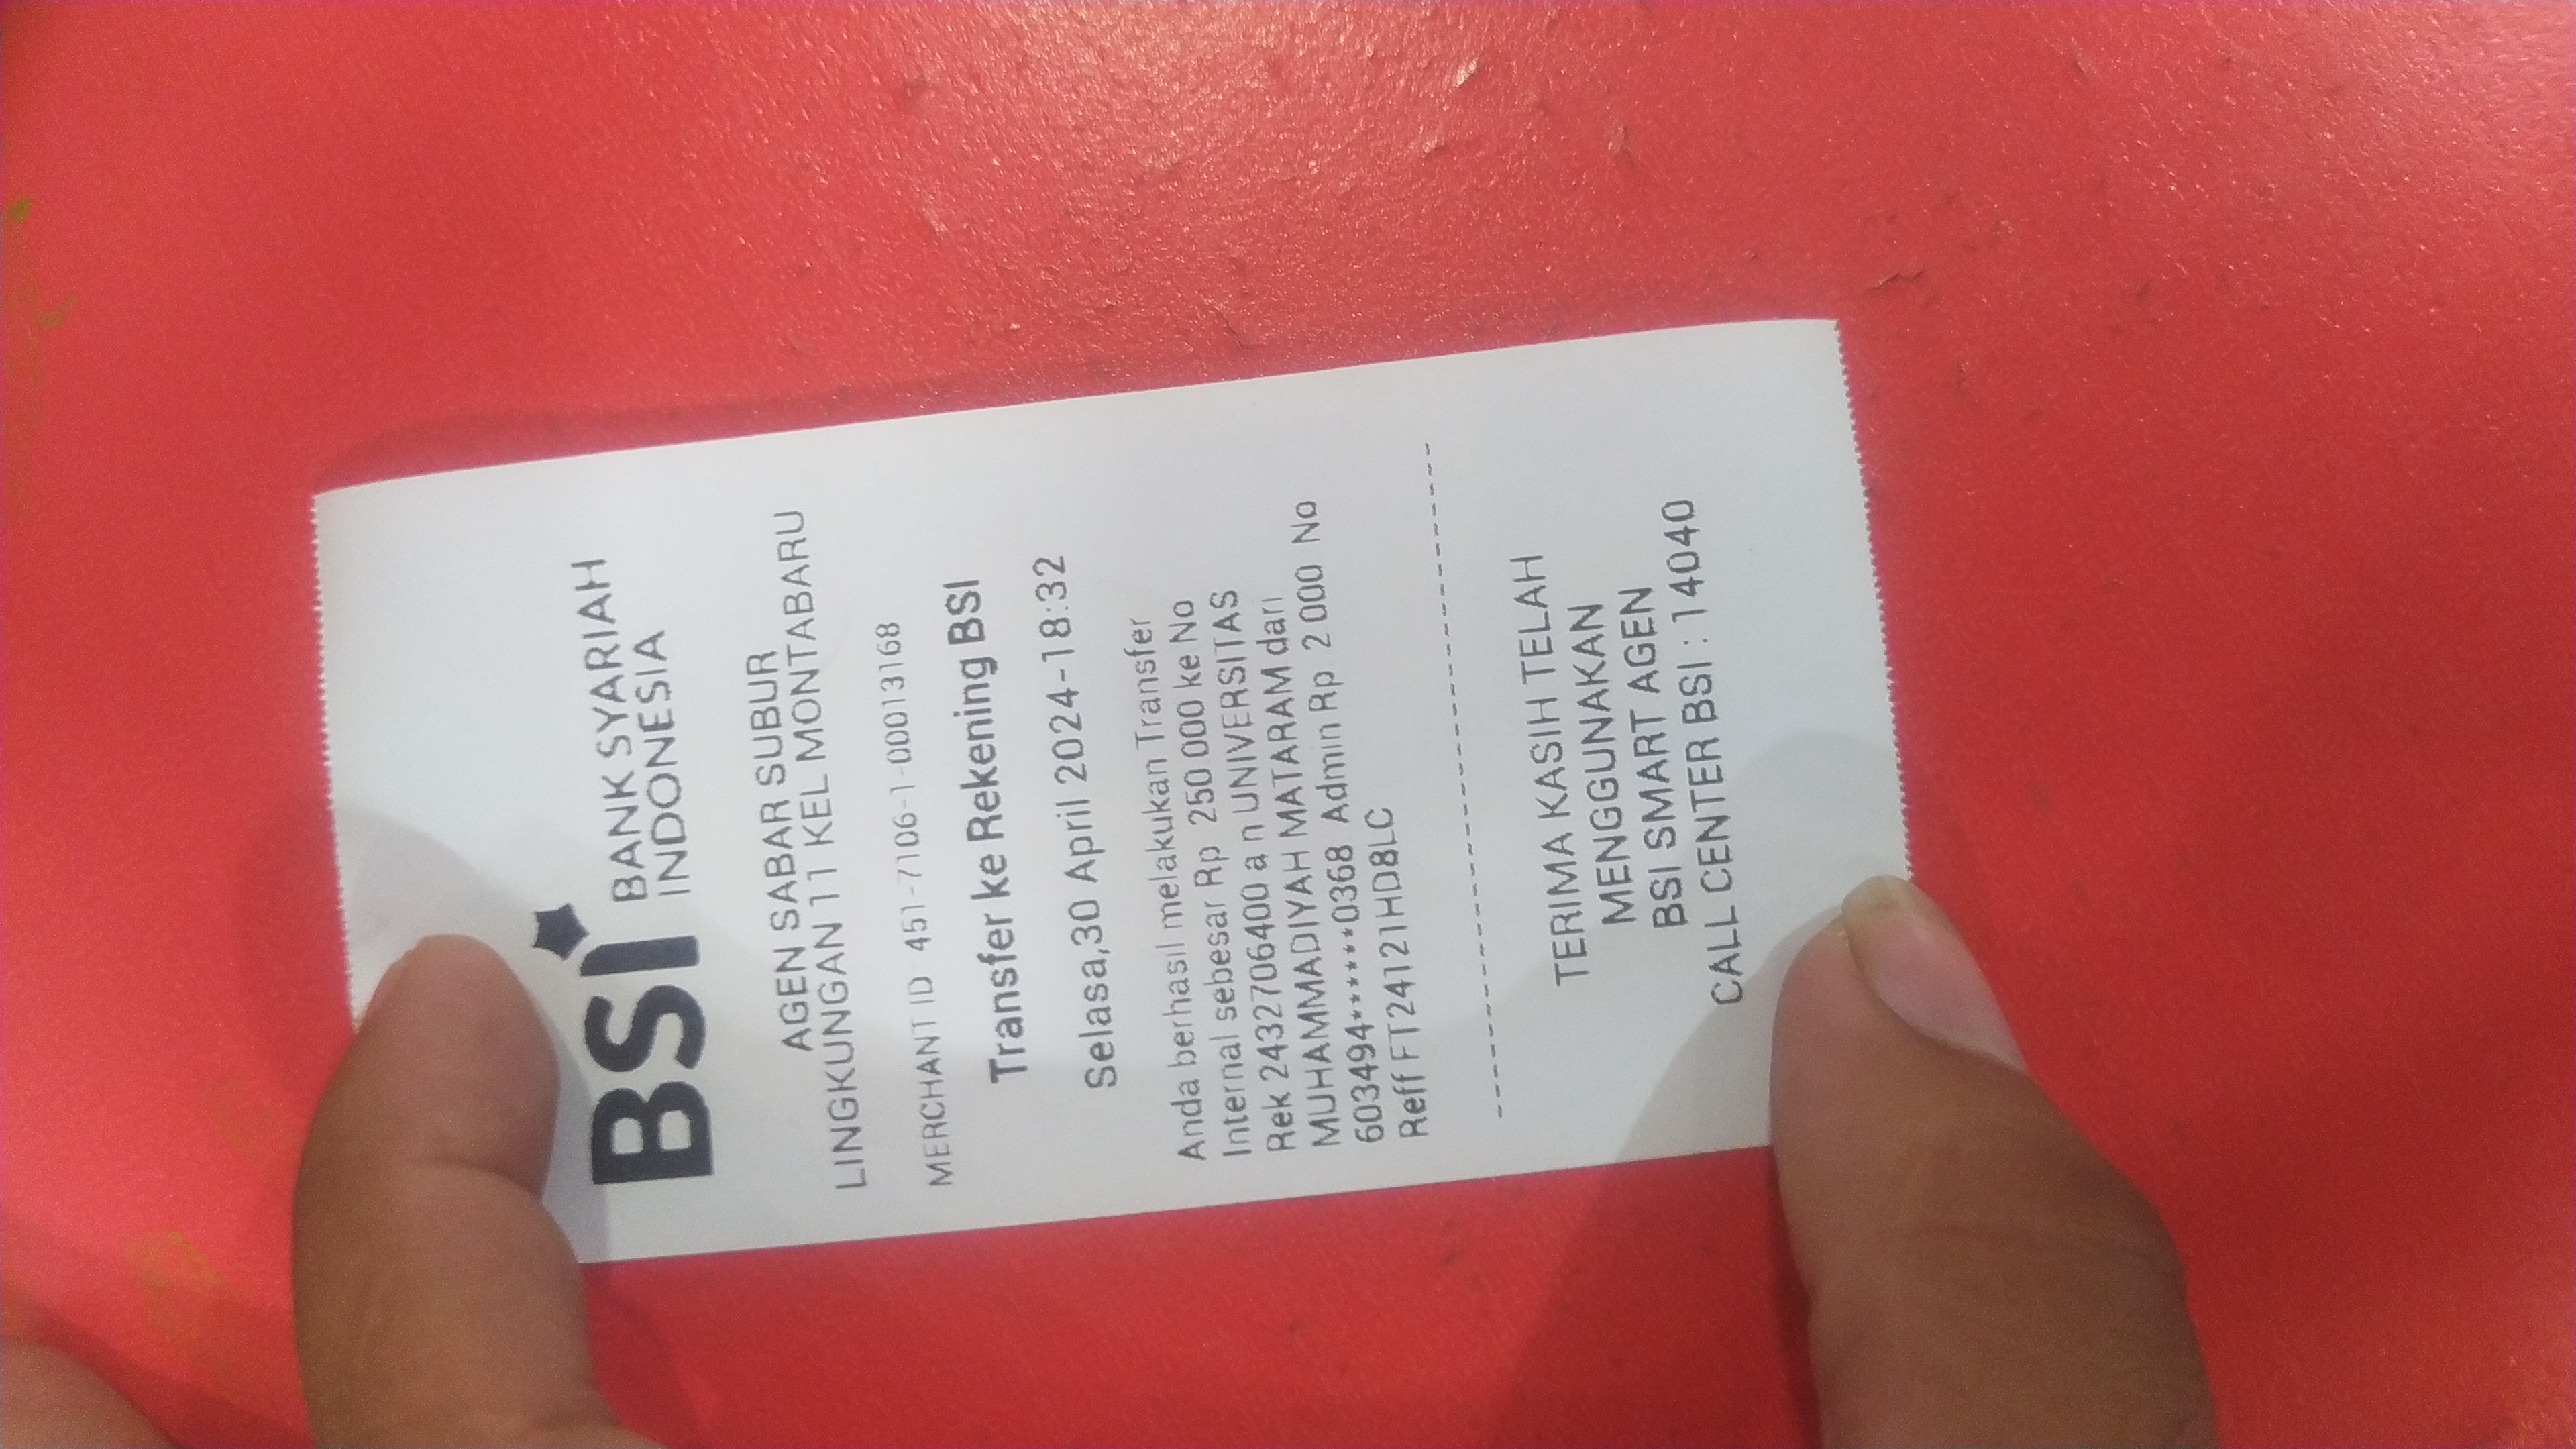 BSI BANK SYARIAH
INDONESIA
AGEN SABAR SUBUR
LINGKUNGAN 11 KEL MONTABARU
MERCHANT ID 451-7106-1-00013168
Transfer ke Rekening BSI
Selasa,30 April 2024-18:32
Anda berhasil melakukan Transfer
Internal sebesar Rp 250 000 ke No
Rek 2432706400 a n UNIVERSITAS
MUHAMMADIYAH MATARAM dari
603494******0368 Admin Rp 2 000 No
Reff FT24121HD8LC
TERIMA KASIH TELAH
MENGGUNAKAN
BSI SMART AGEN
CALL CENTER BSI : 14040